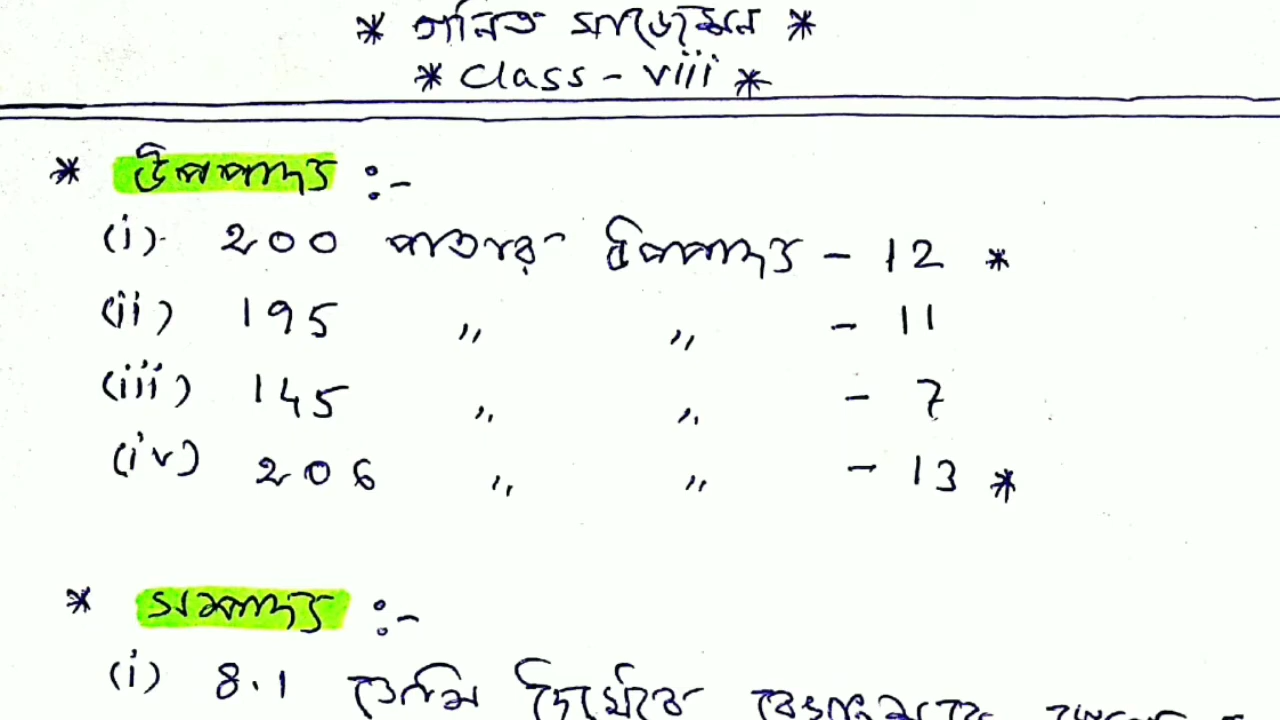 * গনিত সাজেশন *
* Class - viii *
* উপপাদ্য :-
(i) 200 পাতার উপপাদ্য - 12 *
(ii) 195 " " - 11
(iii) 145 " " - 7
(iv) 206 " " - 13 *
* সম্পাদ্য :-
(i) 8.1 সেমি দৈর্ঘ্যের